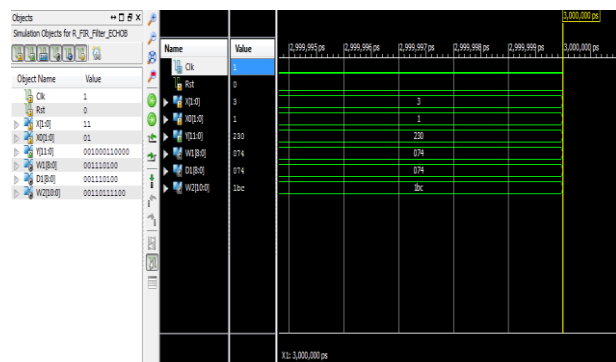 Objects
Simulation Objects for R_FIR_Filter_ECHOB
Object Name Value
Clk 1
Rst 0
X[1:0] 11
X0[1:0] 01
Y[11:0] 001000110000
W1[8:0] 001110100
D1[8:0] 001110100
W2[10:0] 00110111100
3,000,000 ps
Name Value 2,999,995 ps 2,999,996 ps 2,999,997 ps 2,999,998 ps 2,999,999 ps 3,000,000 ps
Clk 1
Rst 0
X[1:0] 3 3
X0[1:0] 1 1
Y[11:0] 230 230
W1[8:0] 074 074
D1[8:0] 074 074
W2[10:0] 1bc 1bc
X1: 3,000,000 ps